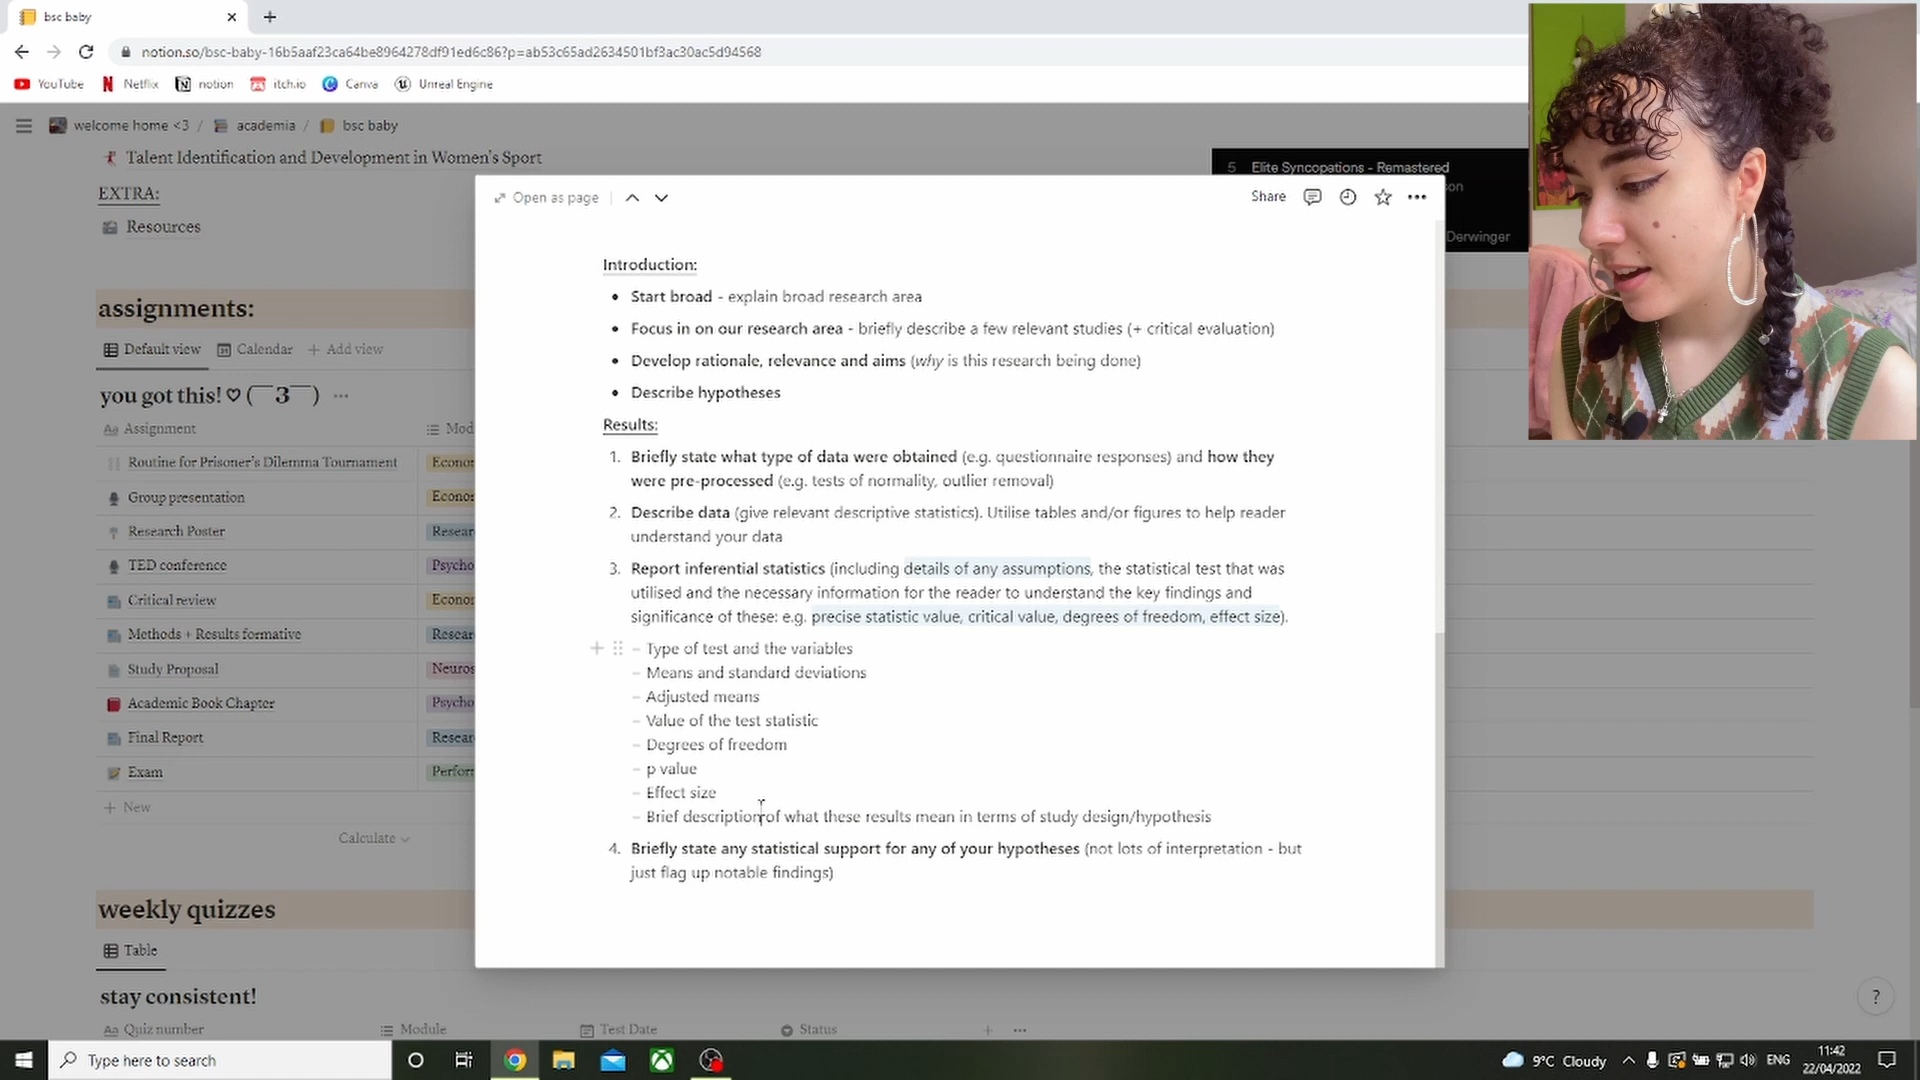 bsc baby
notion.so/bsc-baby-16b5aaf23ca64be8964278df91ed6c86?p=ab53c65ad2634501bf3ac30ac5d94568
YouTube Netflix notion itch.io Canva Unreal Engine
welcome home <3 / academia / bsc baby
Talent Identification and Development in Women's Sport
EXTRA:
Resources
5 Elite Syncopations - Remastered
Derwinger
assignments:
Default view Calendar + Add view
you got this! ♡ (￣3￣) ...
Aa Assignment
Routine for Prisoner's Dilemma Tournament
Group presentation
Research Poster
TED conference
Critical review
Methods + Results formative
Study Proposal
Academic Book Chapter
Final Report
Exam
+ New
Calculate
weekly quizzes
Table
stay consistent!
Aa Quiz number Module Test Date Status + ...
Open as page
Share
Introduction:
• Start broad - explain broad research area
• Focus in on our research area - briefly describe a few relevant studies (+ critical evaluation)
• Develop rationale, relevance and aims (why is this research being done)
• Describe hypotheses
Results:
1. Briefly state what type of data were obtained (e.g. questionnaire responses) and how they
were pre-processed (e.g. tests of normality, outlier removal)
2. Describe data (give relevant descriptive statistics). Utilise tables and/or figures to help reader
understand your data
3. Report inferential statistics (including details of any assumptions, the statistical test that was
utilised and the necessary information for the reader to understand the key findings and
significance of these: e.g. precise statistic value, critical value, degrees of freedom, effect size).
– Type of test and the variables
– Means and standard deviations
– Adjusted means
– Value of the test statistic
– Degrees of freedom
– p value
– Effect size
– Brief description of what these results mean in terms of study design/hypothesis
4. Briefly state any statistical support for any of your hypotheses (not lots of interpretation - but
just flag up notable findings)
?
Type here to search
9°C Cloudy
ENG
11:42
22/04/2022